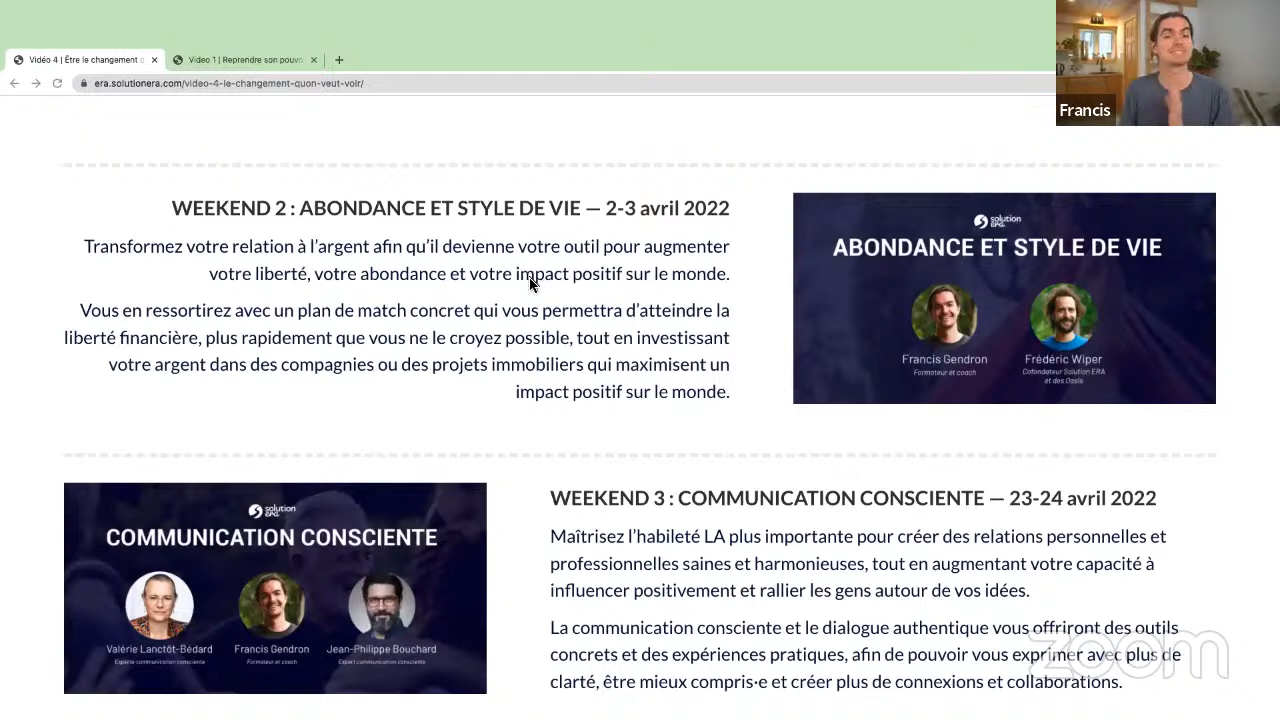 Vidéo 4 | Être le changement
Video 1 | Reprendre son pouvo
era.solutionera.com/video-4-le-changement-quon-veut-voir/
Francis
WEEKEND 2 : ABONDANCE ET STYLE DE VIE — 2-3 avril 2022
Transformez votre relation à l’argent afin qu’il devienne votre outil pour augmenter
votre liberté, votre abondance et votre impact positif sur le monde.
Vous en ressortirez avec un plan de match concret qui vous permettra d’atteindre la
liberté financière, plus rapidement que vous ne le croyez possible, tout en investissant
votre argent dans des compagnies ou des projets immobiliers qui maximisent un
impact positif sur le monde.
solution
ERA
ABONDANCE ET STYLE DE VIE
Francis Gendron
Formateur et coach
Frédéric Wiper
Cofondateur Solution ERA
et des Oasis
solution
ERA
COMMUNICATION CONSCIENTE
Valérie Lanctôt-Bédard
Experte communication consciente
Francis Gendron
Formateur et coach
Jean-Philippe Bouchard
Expert communication consciente
WEEKEND 3 : COMMUNICATION CONSCIENTE — 23-24 avril 2022
Maîtrisez l’habileté LA plus importante pour créer des relations personnelles et
professionnelles saines et harmonieuses, tout en augmentant votre capacité à
influencer positivement et rallier les gens autour de vos idées.
La communication consciente et le dialogue authentique vous offriront des outils
concrets et des expériences pratiques, afin de pouvoir vous exprimer avec plus de
clarté, être mieux compris·e et créer plus de connexions et collaborations.
zoom